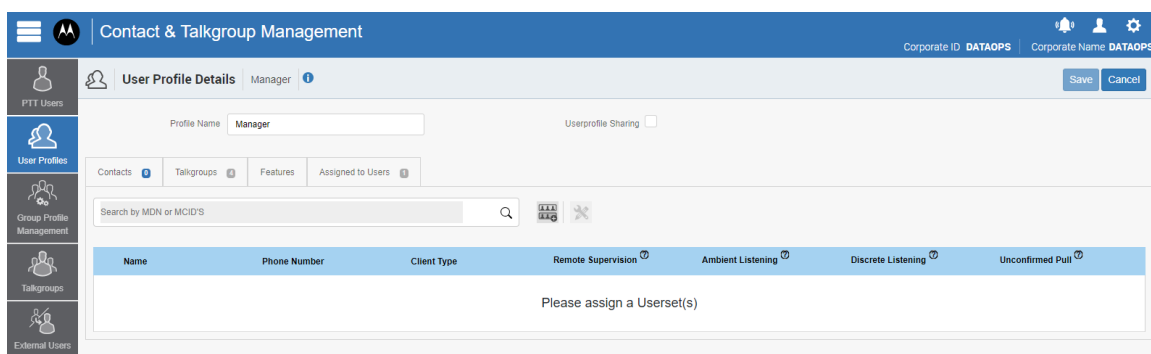 Contact & Talkgroup Management
Corporate ID DATAOPS Corporate Name DATAOPS
PTT Users
User Profile Details Manager
Save Cancel
Profile Name Manager Userprofile Sharing
User Profiles
Contacts 0 Talkgroups 4 Features Assigned to Users 1
Group Profile
Management
Search by MDN or MCID'S
Name Phone Number Client Type Remote Supervision ? Ambient Listening ? Discrete Listening ? Unconfirmed Pull ?
Talkgroups
Please assign a Userset(s)
External Users